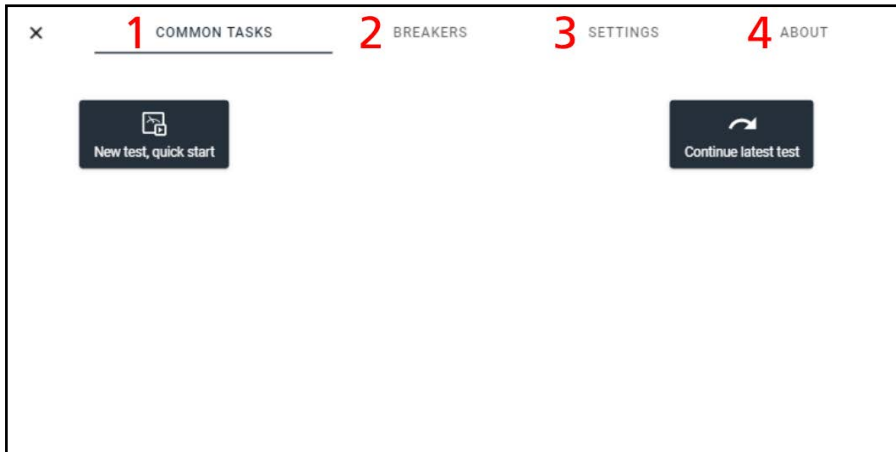 1 COMMON TASKS 2 BREAKERS 3 SETTINGS 4 ABOUT
New test, quick start
Continue latest test